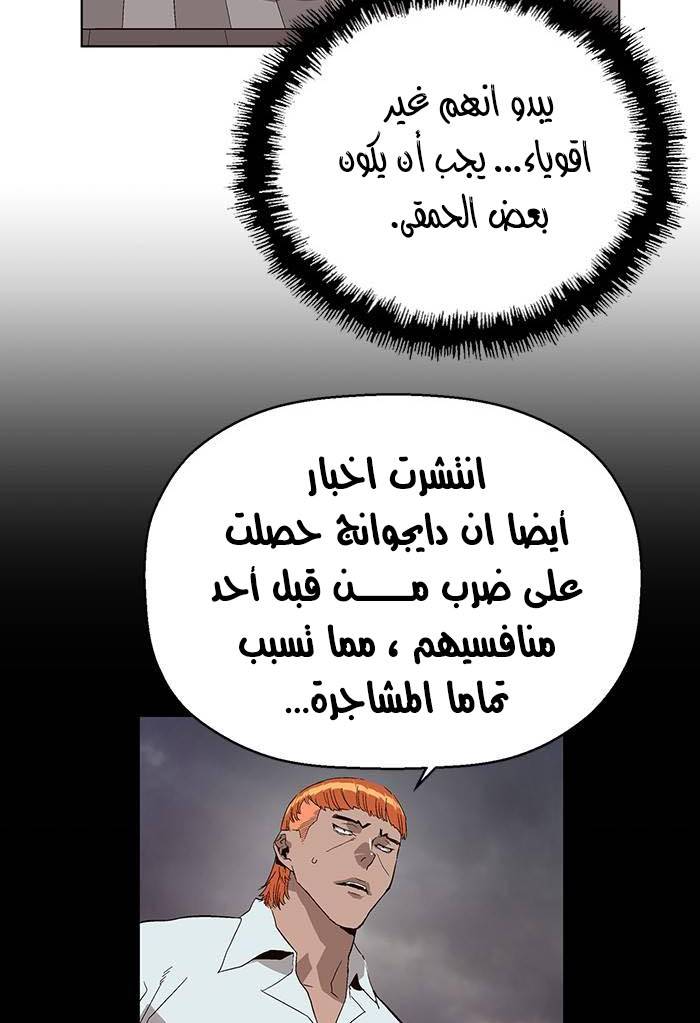 يبدو انهم غير
اقوياء... يجب أن يكون
بعض الحمقى.
انتشرت اخبار
أيضا ان دايجوانج حصلت
على ضرب مـــن قبل أحد
منافسيهم ، مما تسبب
تماما المشاجرة...